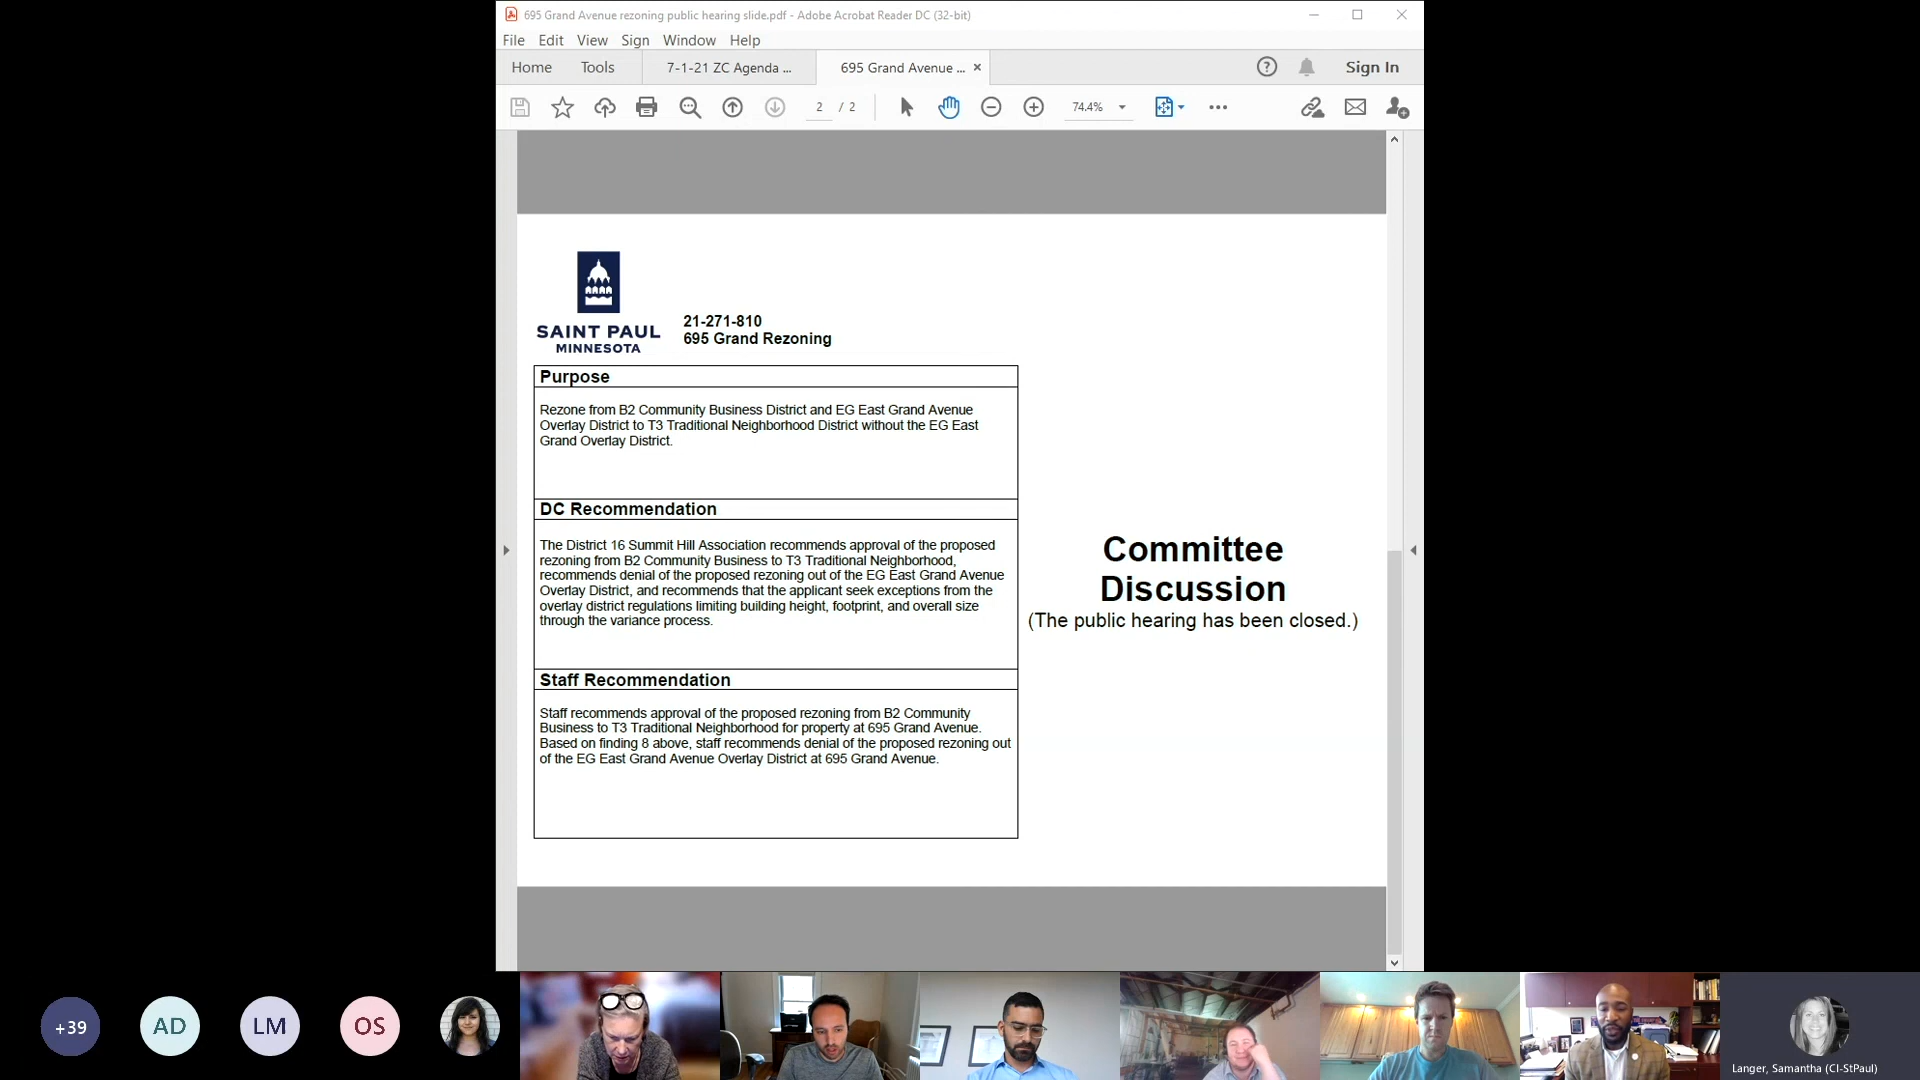 695 Grand Avenue rezoning public hearing slide.pdf - Adobe Acrobat Reader DC (32-bit)
File Edit View Sign Window Help
Home Tools 7-1-21 ZC Agenda ... 695 Grand Avenue ... × Sign In
2 / 2 74.4%
SAINT PAUL
MINNESOTA
21-271-810
695 Grand Rezoning
Purpose
Rezone from B2 Community Business District and EG East Grand Avenue
Overlay District to T3 Traditional Neighborhood District without the EG East
Grand Overlay District.
DC Recommendation
The District 16 Summit Hill Association recommends approval of the proposed
rezoning from B2 Community Business to T3 Traditional Neighborhood,
recommends denial of the proposed rezoning out of the EG East Grand Avenue
Overlay District, and recommends that the applicant seek exceptions from the
overlay district regulations limiting building height, footprint, and overall size
through the variance process.
Staff Recommendation
Staff recommends approval of the proposed rezoning from B2 Community
Business to T3 Traditional Neighborhood for property at 695 Grand Avenue.
Based on finding 8 above, staff recommends denial of the proposed rezoning out
of the EG East Grand Avenue Overlay District at 695 Grand Avenue.
Committee
Discussion
(The public hearing has been closed.)
+39 AD LM OS
Langer, Samantha (CI-StPaul)